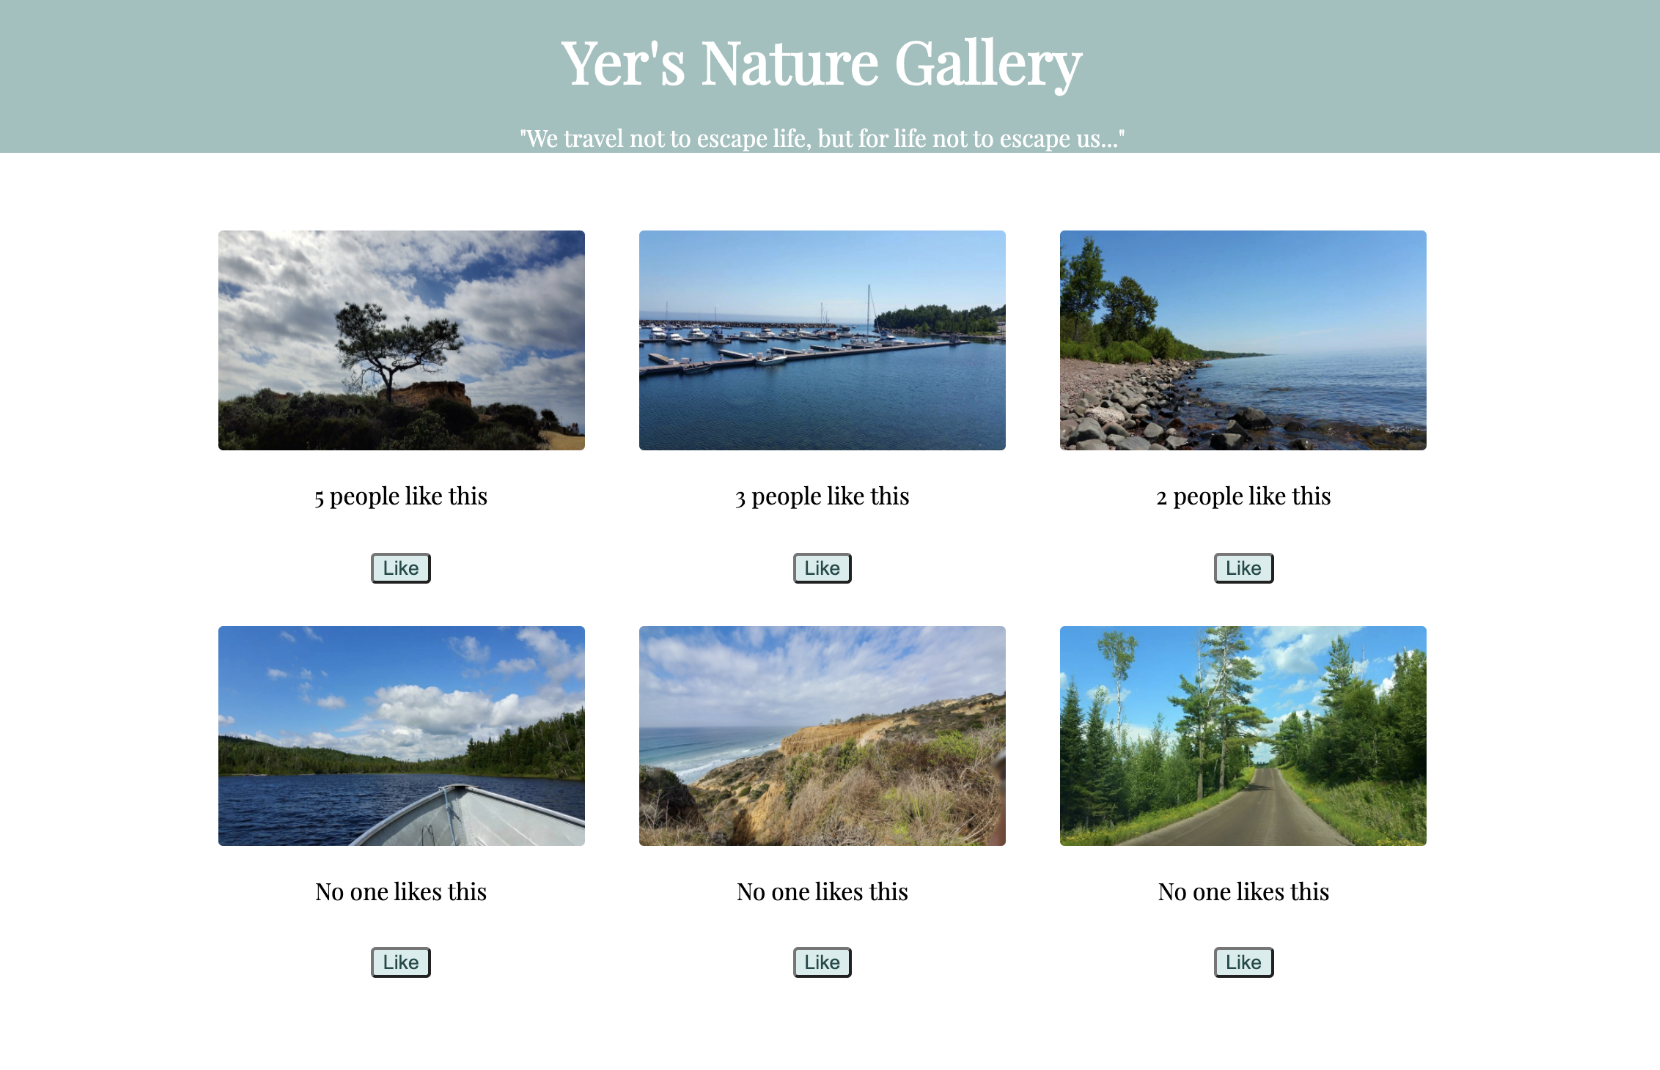 Yer's Nature Gallery
"We travel not to escape life, but for life not to escape us..."
5 people like this
3 people like this
2 people like this
Like
Like
Like
No one likes this
No one likes this
No one likes this
Like
Like
Like